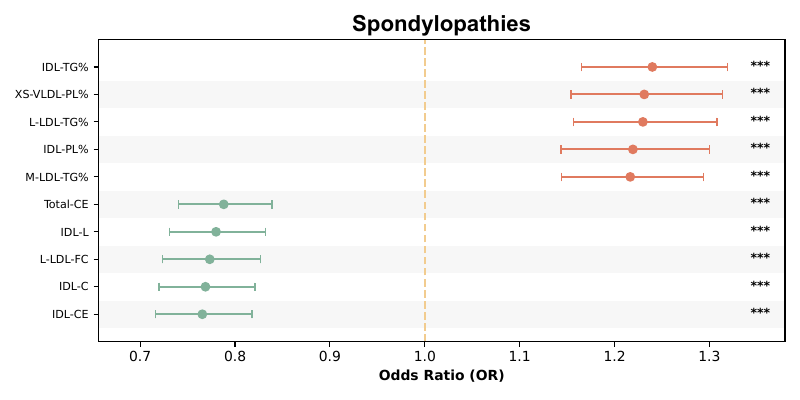 Spondylopathies
IDL-TG% ***
XS-VLDL-PL% ***
L-LDL-TG% ***
IDL-PL% ***
M-LDL-TG% ***
Total-CE ***
IDL-L ***
L-LDL-FC ***
IDL-C ***
IDL-CE ***
0.7 0.8 0.9 1.0 1.1 1.2 1.3
Odds Ratio (OR)